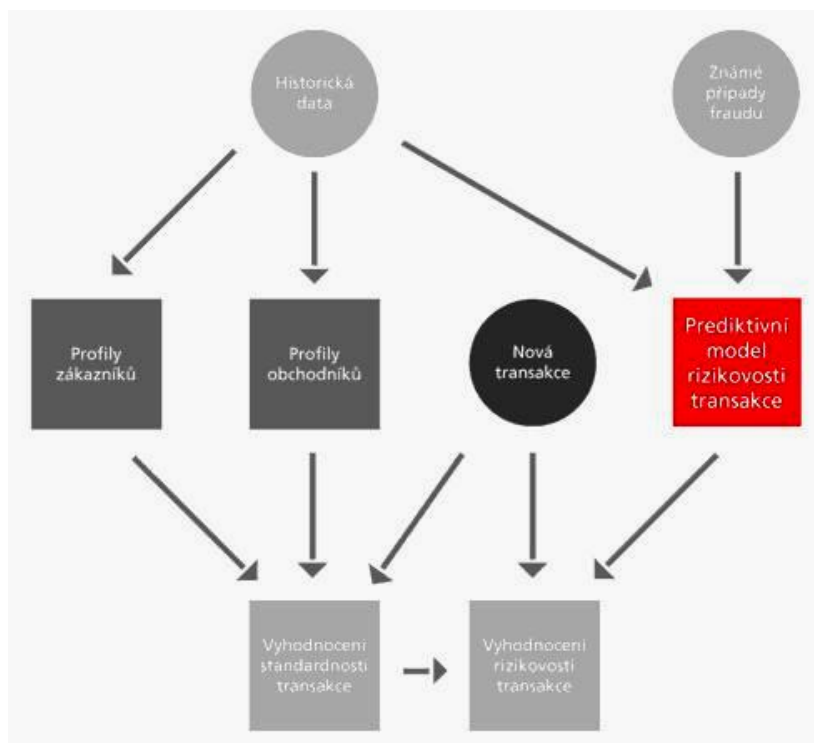 Historická
data
Známé
případy
fraudu
Profily
zákazníků
Profily
obchodníků
Nová
transakce
Prediktivní
model
rizikovosti
transakce
Vyhodnocení
standardnosti
transakce
Vyhodnocení
rizikovosti
transakce